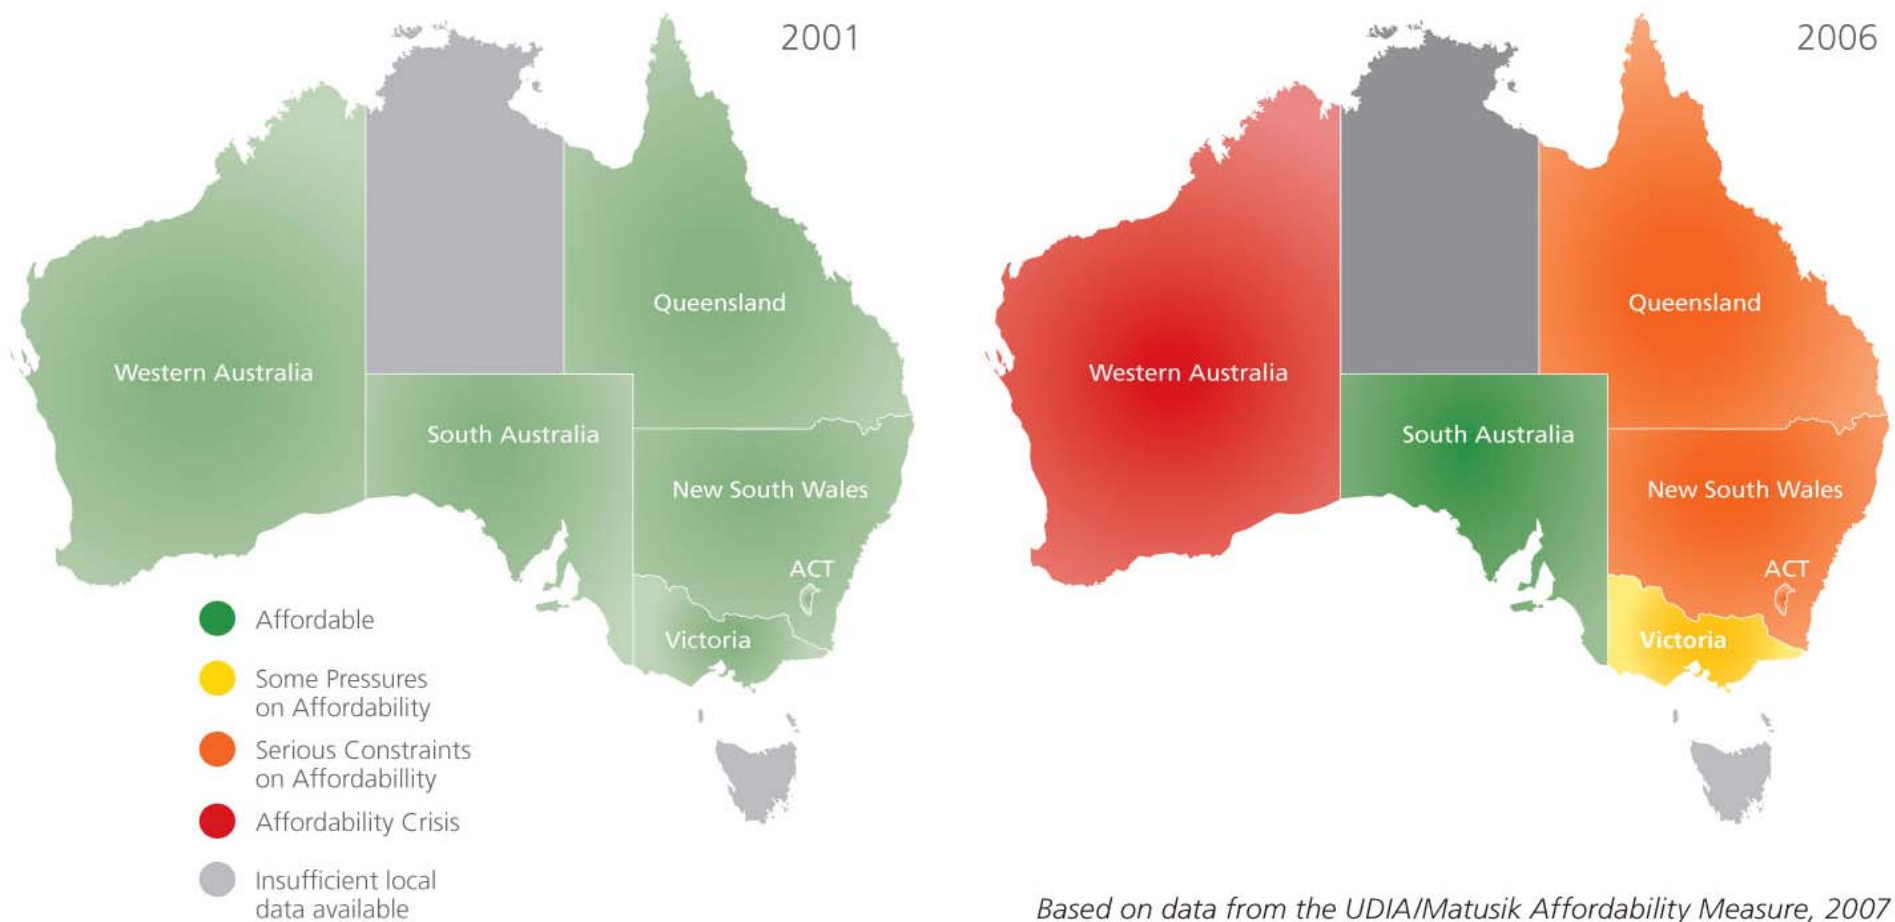 2001
Western Australia
Queensland
South Australia
New South Wales
ACT
Victoria
Affordable
Some Pressures
on Affordability
Serious Constraints
on Affordabillity
Affordability Crisis
Insufficient local
data available
2006
Western Australia
Queensland
South Australia
New South Wales
ACT
Victoria
Based on data from the UDIA/Matusik Affordability Measure, 2007